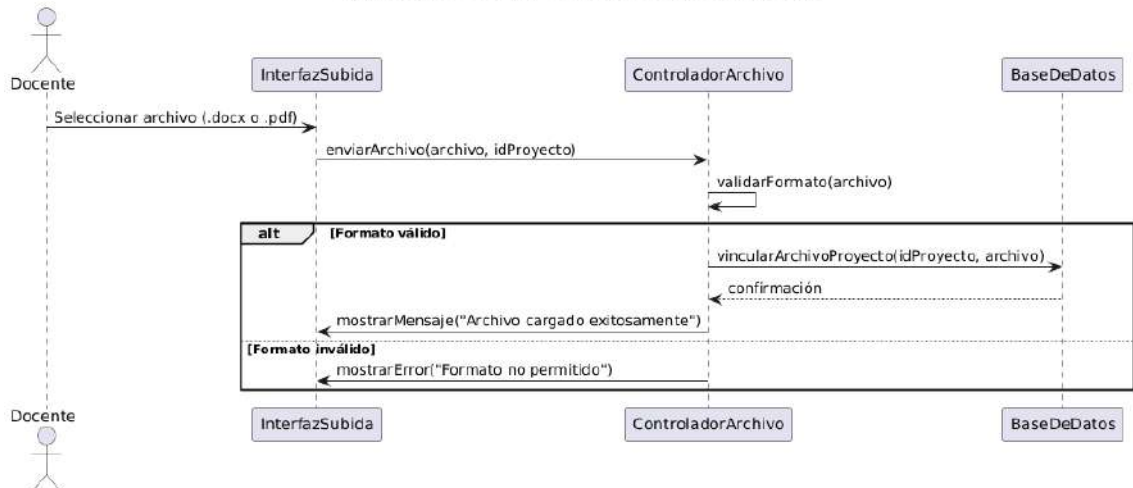 Docente
InterfazSubida
ControladorArchivo
BaseDeDatos
Seleccionar archivo (.docx o .pdf)
enviarArchivo(archivo, idProyecto)
validarFormato(archivo)
alt
[Formato válido]
vincularArchivoProyecto(idProyecto, archivo)
confirmación
mostrarMensaje("Archivo cargado exitosamente")
[Formato inválido]
mostrarError("Formato no permitido")
Docente
InterfazSubida
ControladorArchivo
BaseDeDatos